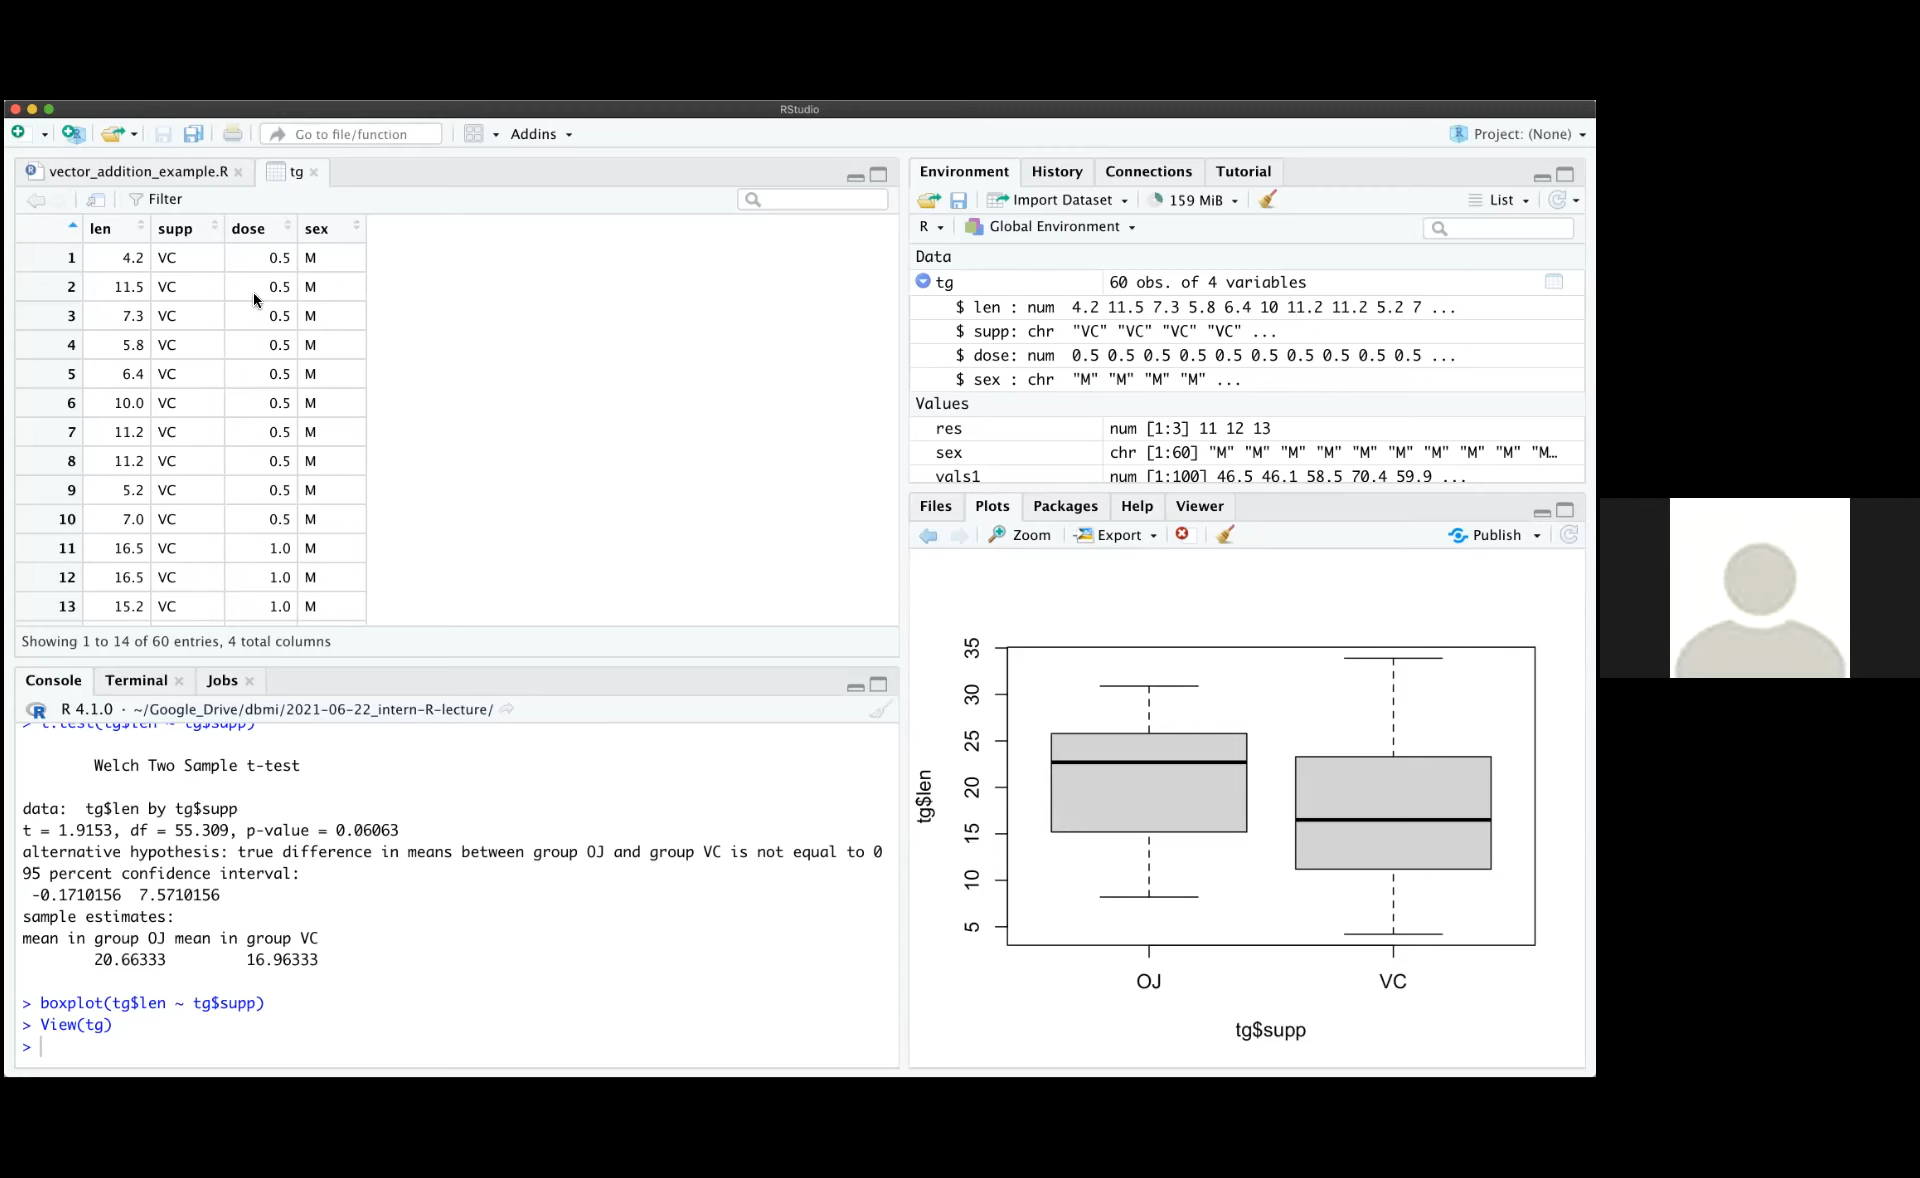 RStudio
Go to file/function
Addins
Project: (None)
vector_addition_example.R
tg
Filter
len supp dose sex
1 4.2 VC 0.5 M
2 11.5 VC 0.5 M
3 7.3 VC 0.5 M
4 5.8 VC 0.5 M
5 6.4 VC 0.5 M
6 10.0 VC 0.5 M
7 11.2 VC 0.5 M
8 11.2 VC 0.5 M
9 5.2 VC 0.5 M
10 7.0 VC 0.5 M
11 16.5 VC 1.0 M
12 16.5 VC 1.0 M
13 15.2 VC 1.0 M
Showing 1 to 14 of 60 entries, 4 total columns
Console Terminal Jobs
R 4.1.0 · ~/Google_Drive/dbmi/2021-06-22_intern-R-lecture/
> t.test(tg$len ~ tg$supp)
Welch Two Sample t-test
data: tg$len by tg$supp
t = 1.9153, df = 55.309, p-value = 0.06063
alternative hypothesis: true difference in means between group OJ and group VC is not equal to 0
95 percent confidence interval:
-0.1710156 7.5710156
sample estimates:
mean in group OJ mean in group VC
20.66333 16.96333
> boxplot(tg$len ~ tg$supp)
> View(tg)
>
Environment History Connections Tutorial
Import Dataset 159 MiB List
R Global Environment
Data
tg 60 obs. of 4 variables
$ len : num 4.2 11.5 7.3 5.8 6.4 10 11.2 11.2 5.2 7 ...
$ supp: chr "VC" "VC" "VC" "VC" ...
$ dose: num 0.5 0.5 0.5 0.5 0.5 0.5 0.5 0.5 0.5 0.5 ...
$ sex : chr "M" "M" "M" "M" ...
Values
res num [1:3] 11 12 13
sex chr [1:60] "M" "M" "M" "M" "M" "M" "M" "M" "M" "M…
vals1 num [1:100] 46.5 46.1 58.5 70.4 59.9 ...
Files Plots Packages Help Viewer
Zoom Export Publish
35
30
25
20
15
10
5
tg$len
OJ VC
tg$supp